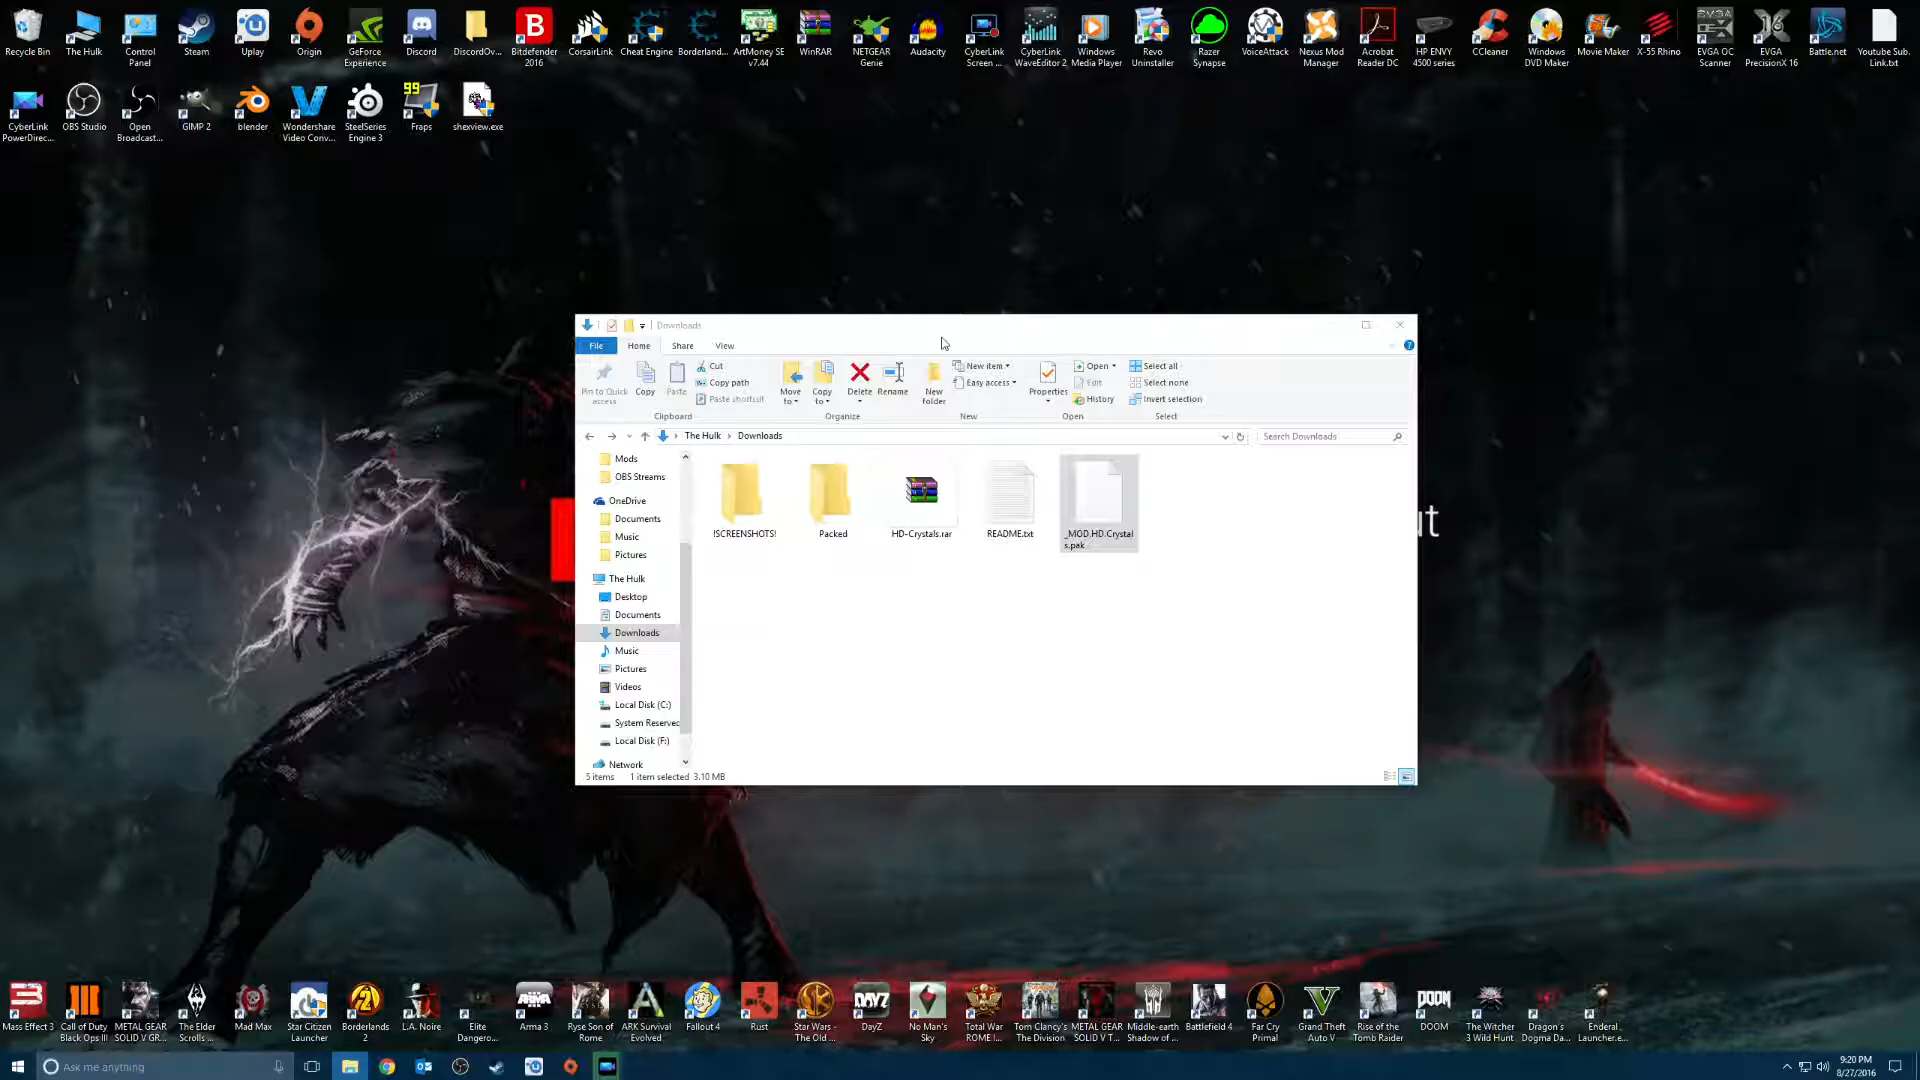 Recycle Bin
The Hulk
Control
Panel
Steam
Uplay
Origin
GeForce
Experience
Discord
DiscordOv...
Bitdefender
2016
CorsairLink
Cheat Engine
Borderland...
ArtMoney SE
v7.44
WinRAR
NETGEAR
Genie
Audacity
CyberLink
Screen ...
CyberLink
WaveEditor 2
Windows
Media Player
Revo
Uninstaller
Razer
Synapse
VoiceAttack
Nexus Mod
Manager
Acrobat
Reader DC
HP ENVY
4500 series
CCleaner
Windows
DVD Maker
Movie Maker
X-55 Rhino
EVGA OC
Scanner
EVGA
PrecisionX 16
Battle.net
Youtube Sub.
Link.txt
CyberLink
PowerDirec...
OBS Studio
Open
Broadcast...
GIMP 2
blender
Wondershare
Video Conv...
SteelSeries
Engine 3
99
Fraps
shexview.exe
Downloads
File
Home
Share
View
Pin to Quick
access
Copy
Paste
Cut
Copy path
Paste shortcut
Clipboard
Move
to
Copy
to
Delete
Rename
Organize
New
folder
New item
Easy access
New
Properties
Open
Edit
History
Open
Select all
Select none
Invert selection
Select
The Hulk > Downloads
Search Downloads
Mods
OBS Streams
OneDrive
Documents
Music
Pictures
The Hulk
Desktop
Documents
Downloads
Music
Pictures
Videos
Local Disk (C:)
System Reserved
Local Disk (F:)
Network
!SCREENSHOTS!
Packed
HD-Crystals.rar
README.txt
_MOD.HD.Crystal
s.pak
5 items
1 item selected 3.10 MB
ut
Mass Effect 3
Call of Duty
Black Ops III
METAL GEAR
SOLID V GR...
The Elder
Scrolls ...
Mad Max
Star Citizen
Launcher
Borderlands
2
L.A. Noire
Elite
Dangero...
Arma 3
Ryse Son of
Rome
ARK Survival
Evolved
Fallout 4
Rust
Star Wars -
The Old ...
DayZ
No Man's
Sky
Total War
ROME I...
Tom Clancy's
The Division
METAL GEAR
SOLID V T...
Middle-earth
Shadow of ...
Battlefield 4
Far Cry
Primal
Grand Theft
Auto V
Rise of the
Tomb Raider
DOOM
The Witcher
3 Wild Hunt
Dragon's
Dogma Da...
Enderal
Launcher.e...
Ask me anything
9:20 PM
8/27/2016